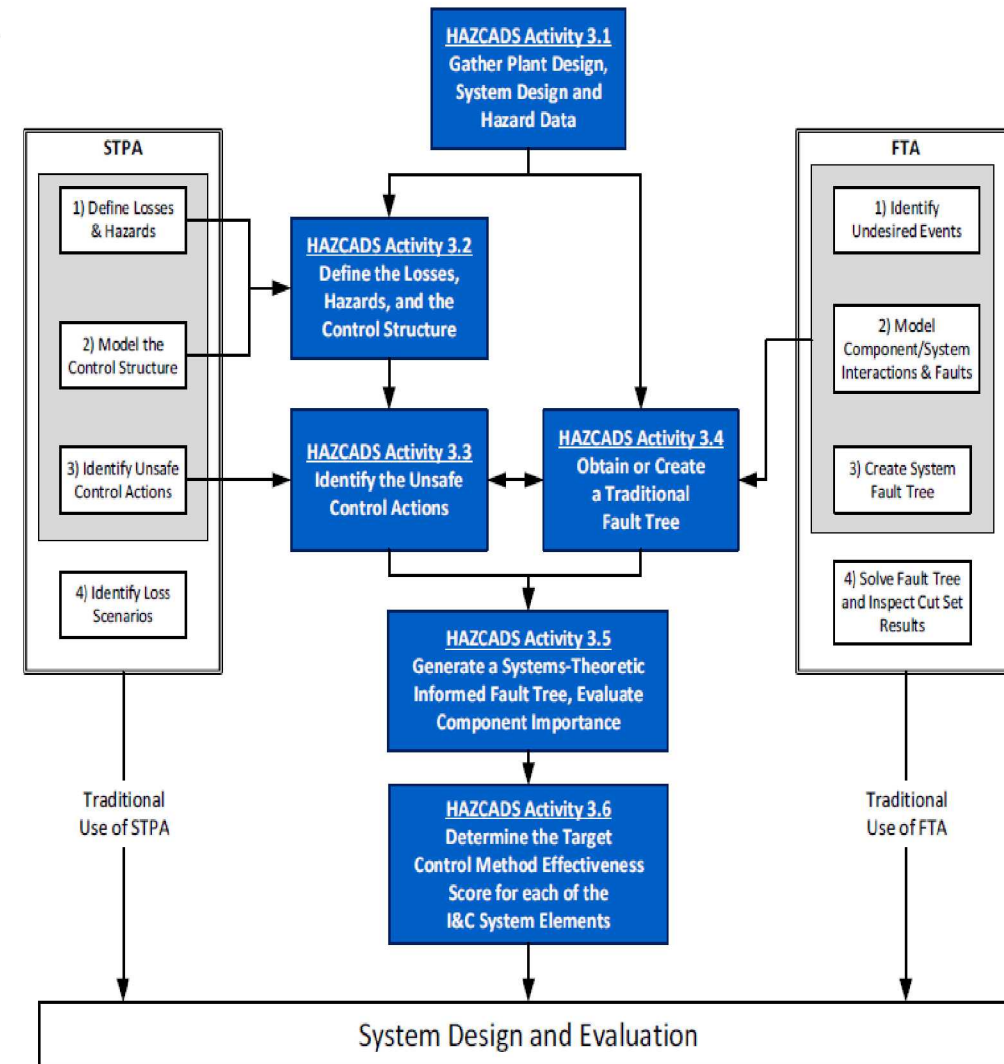 HAZCADS Activity 3.1
Gather Plant Design,
System Design and
Hazard Data
STPA
1) Define Losses
& Hazards
2) Model the
Control Structure
3) Identify Unsafe
Control Actions
4) Identify Loss
Scenarios
HAZCADS Activity 3.2
Define the Losses,
Hazards, and the
Control Structure
HAZCADS Activity 3.3
Identify the Unsafe
Control Actions
HAZCADS Activity 3.4
Obtain or Create
a Traditional
Fault Tree
FTA
1) Identify
Undesired Events
2) Model
Component/System
Interactions & Faults
3) Create System
Fault Tree
4) Solve Fault Tree
and Inspect Cut Set
Results
HAZCADS Activity 3.5
Generate a Systems-Theoretic
Informed Fault Tree, Evaluate
Component Importance
HAZCADS Activity 3.6
Determine the Target
Control Method Effectiveness
Score for each of the
I&C System Elements
Traditional
Use of STPA
Traditional
Use of FTA
System Design and Evaluation